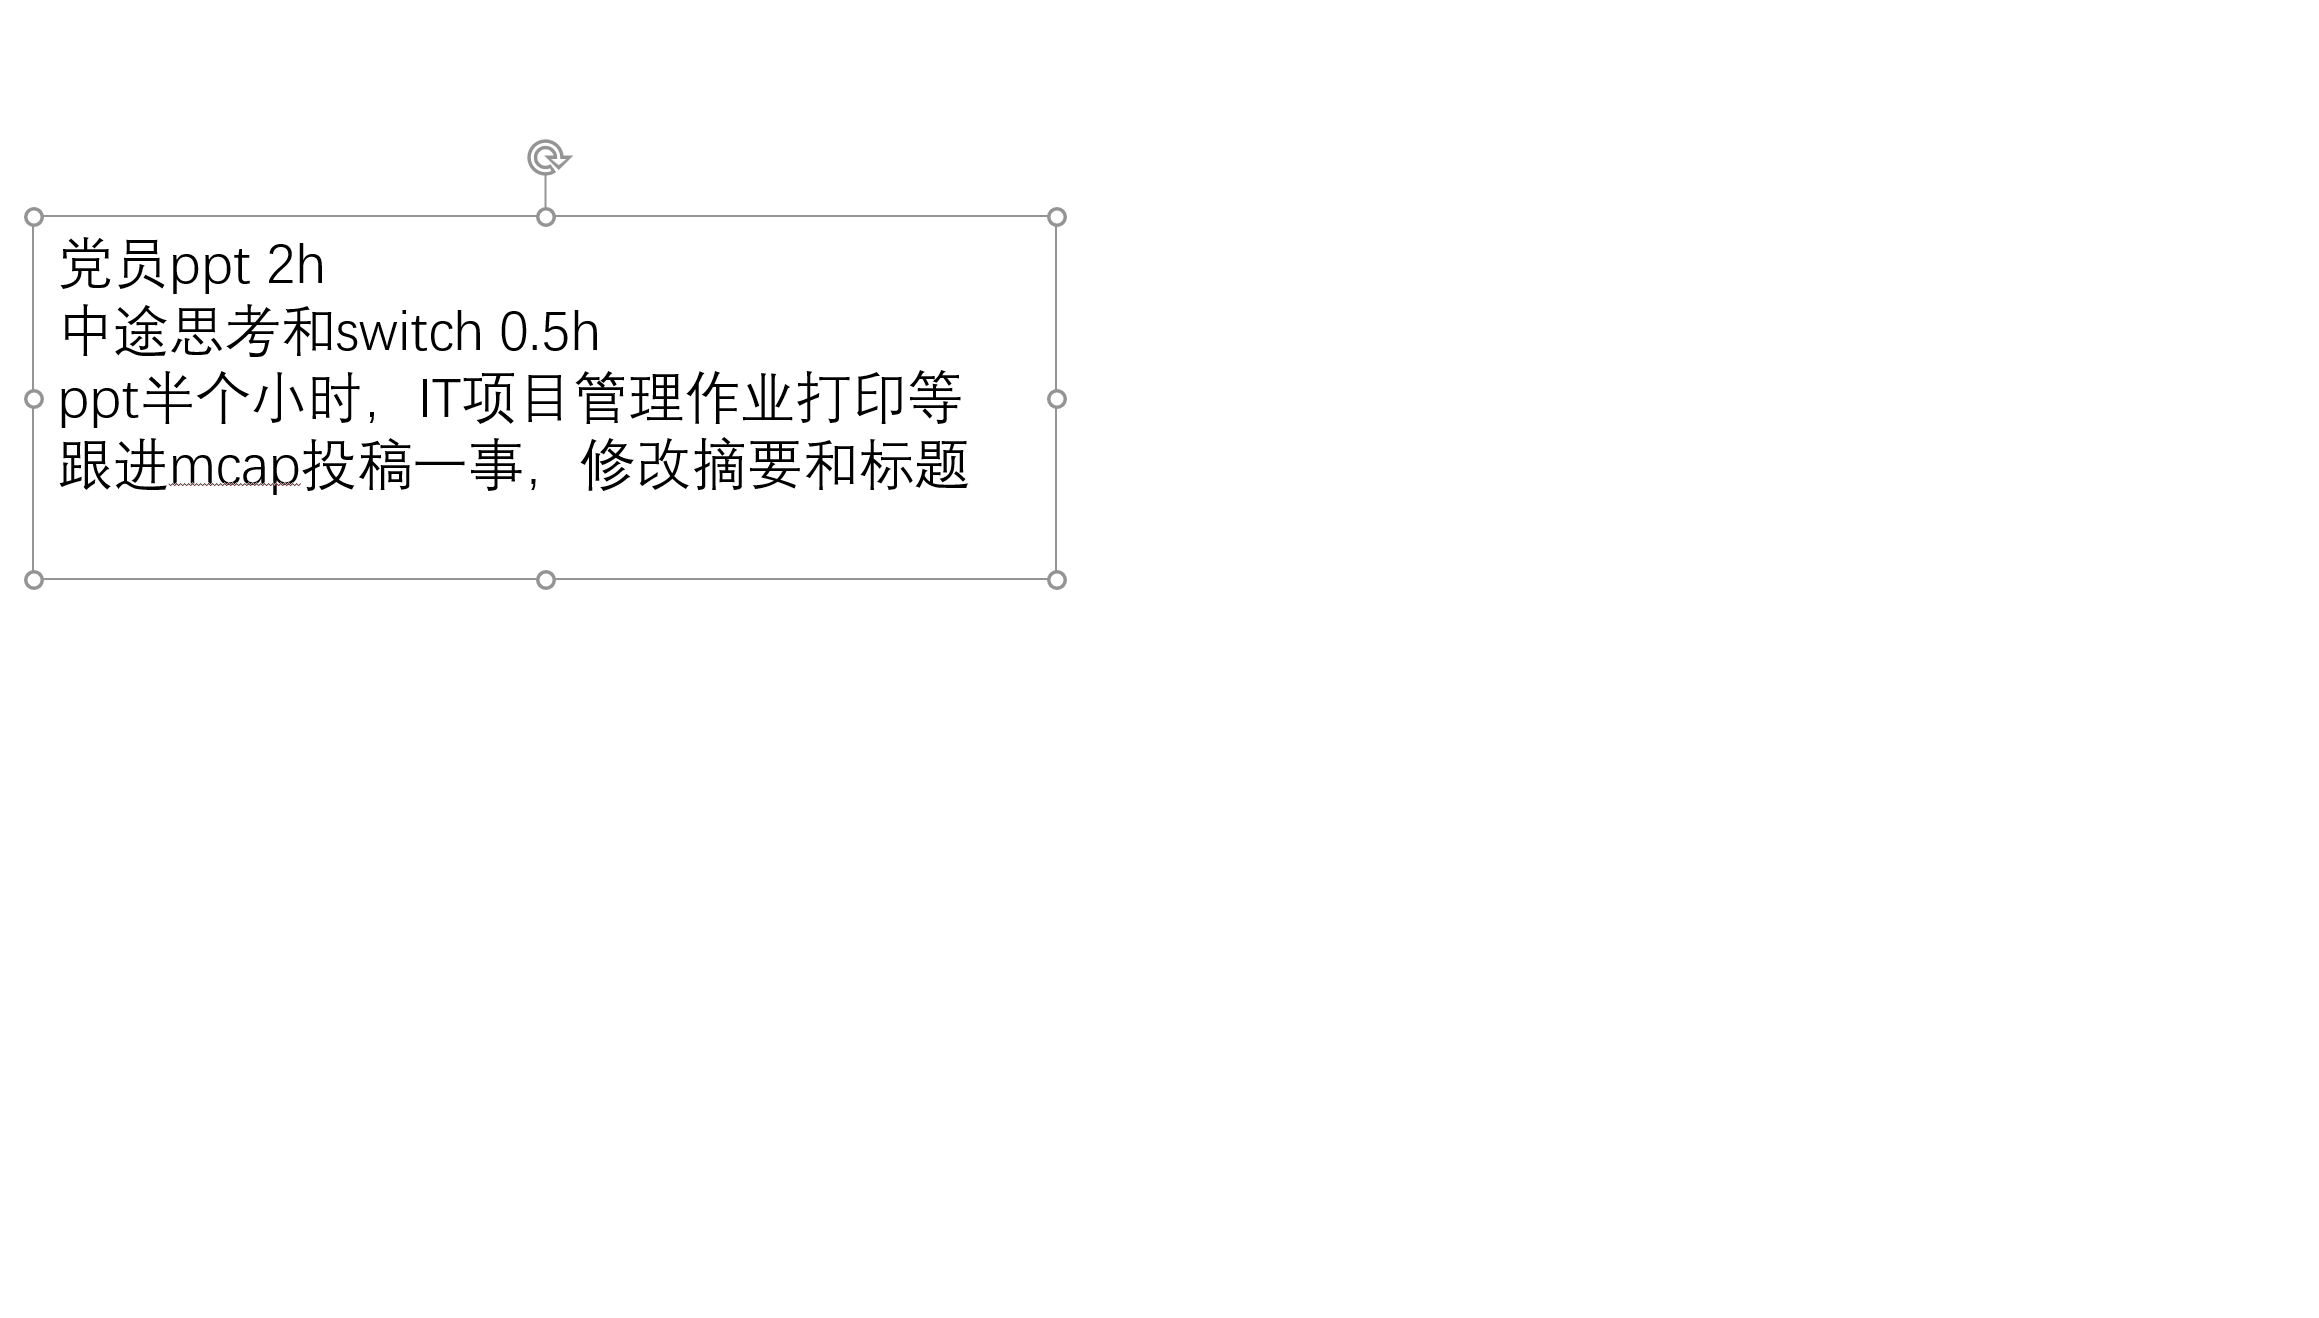 党员ppt 2h
中途思考和switch 0.5h
ppt半个小时，IT项目管理作业打印等
跟进mcap投稿一事，修改摘要和标题